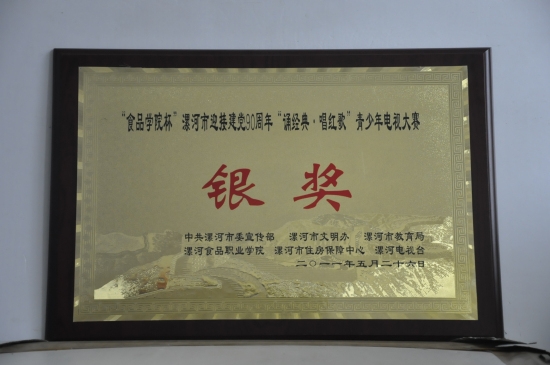 “食品学院杯”漯河市迎接建党90周年“诵经典·唱红歌”青少年电视大赛
银奖
中共漯河市委宣传部 漯河市文明办 漯河市教育局
漯河食品职业学院 漯河市住房保障中心 漯河电视台
二〇一一年五月二十六日